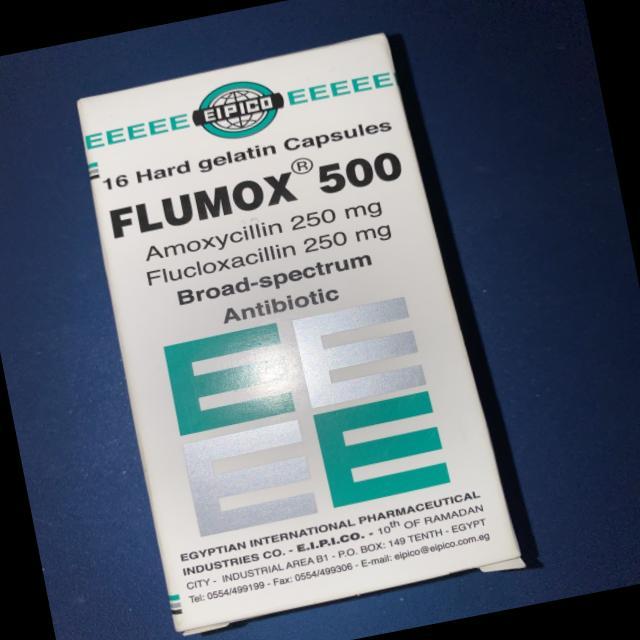 EEEEE EIPICO EEEEE
16 Hard gelatin Capsules
FLUMOX® 500
Amoxycillin 250 mg
Flucloxacillin 250 mg
Broad-spectrum
Antibiotic
E E
E E
EGYPTIAN INTERNATIONAL PHARMACEUTICAL
INDUSTRIES CO. - E.I.P.I.CO. - 10th OF RAMADAN
CITY - INDUSTRIAL AREA B1 - P.O. BOX: 149 TENTH - EGYPT
Tel: 0554/499199 - Fax: 0554/499306 - E-mail: eipico@eipico.com.eg